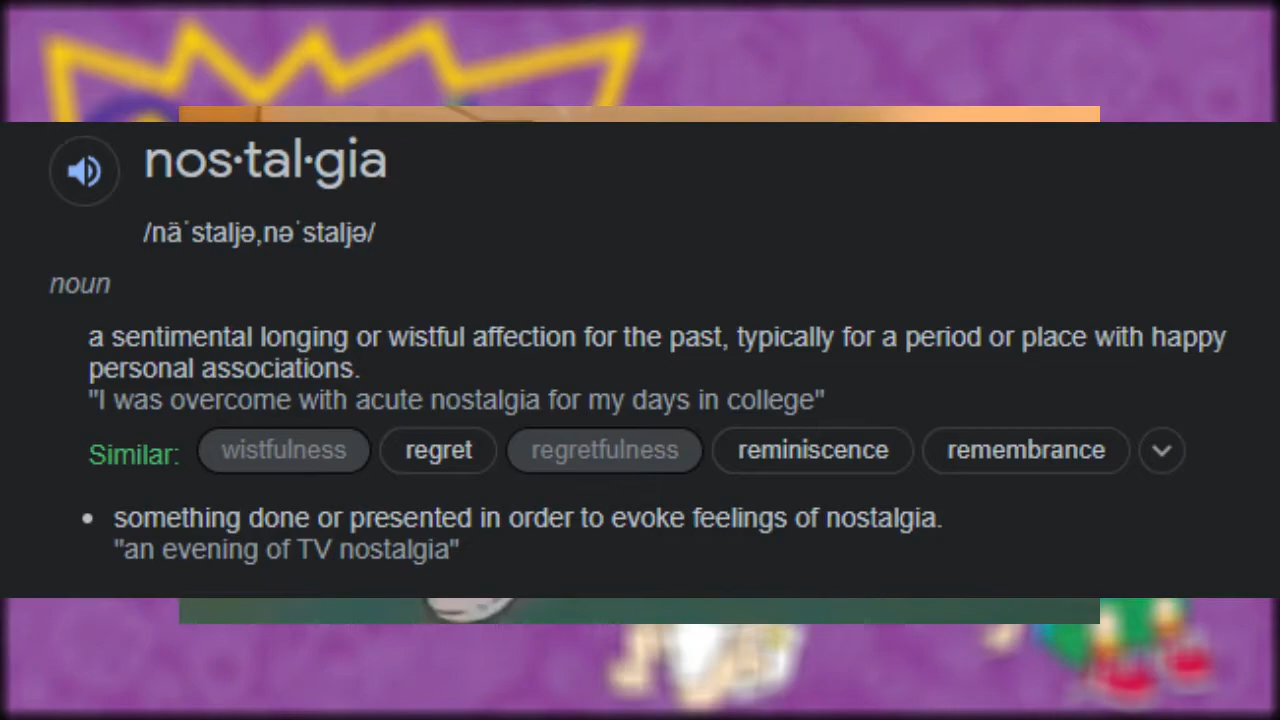 nos·tal·gia
/näˈstaljə,nəˈstaljə/
noun
a sentimental longing or wistful affection for the past, typically for a period or place with happy
personal associations.
"I was overcome with acute nostalgia for my days in college"
Similar: wistfulness regret regretfulness reminiscence remembrance
• something done or presented in order to evoke feelings of nostalgia.
"an evening of TV nostalgia"